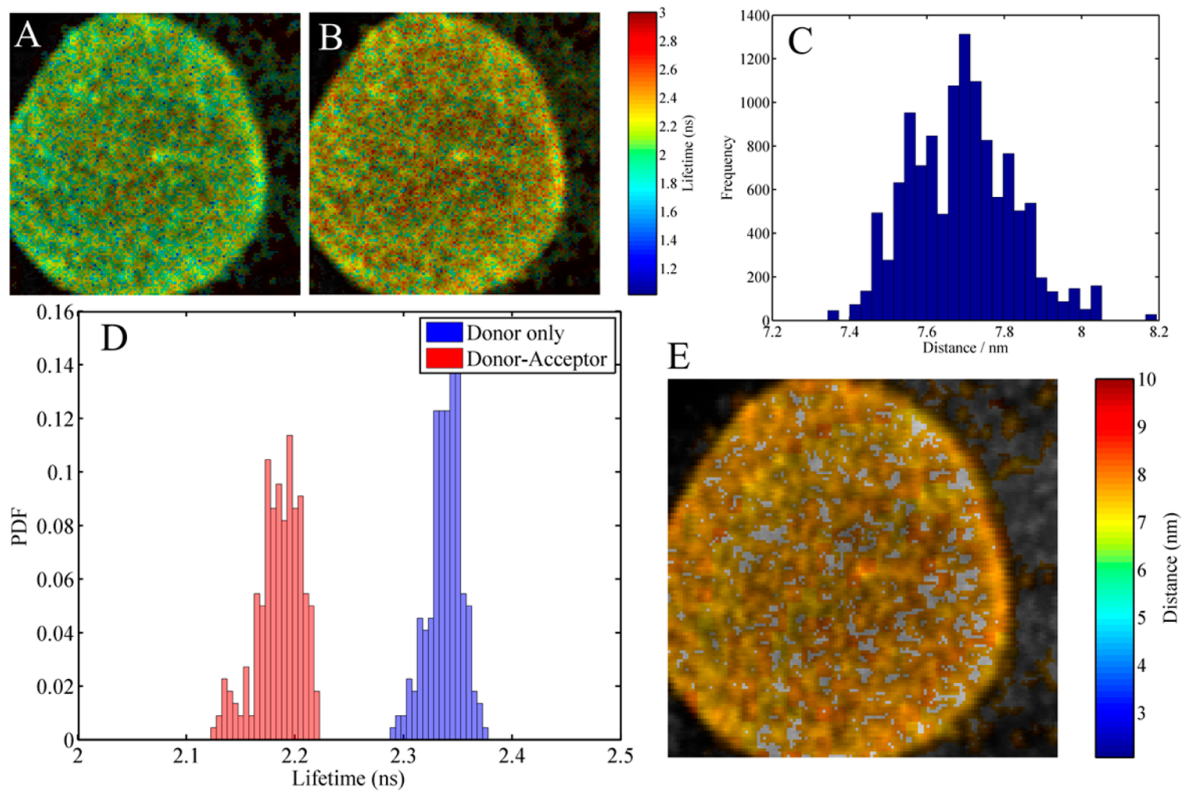 A
B
3
2.8
2.6
2.4
2.2
2
1.8
1.6
1.4
1.2
Lifetime (ns)
C
1400
1200
1000
800
600
400
200
0
Frequency
7.2 7.4 7.6 7.8 8 8.2
Distance / nm
D
0.16
0.14
0.12
0.1
0.08
0.06
0.04
0.02
0
PDF
Donor only
Donor-Acceptor
2 2.1 2.2 2.3 2.4 2.5
Lifetime (ns)
E
10
9
8
7
6
5
4
3
Distance (nm)